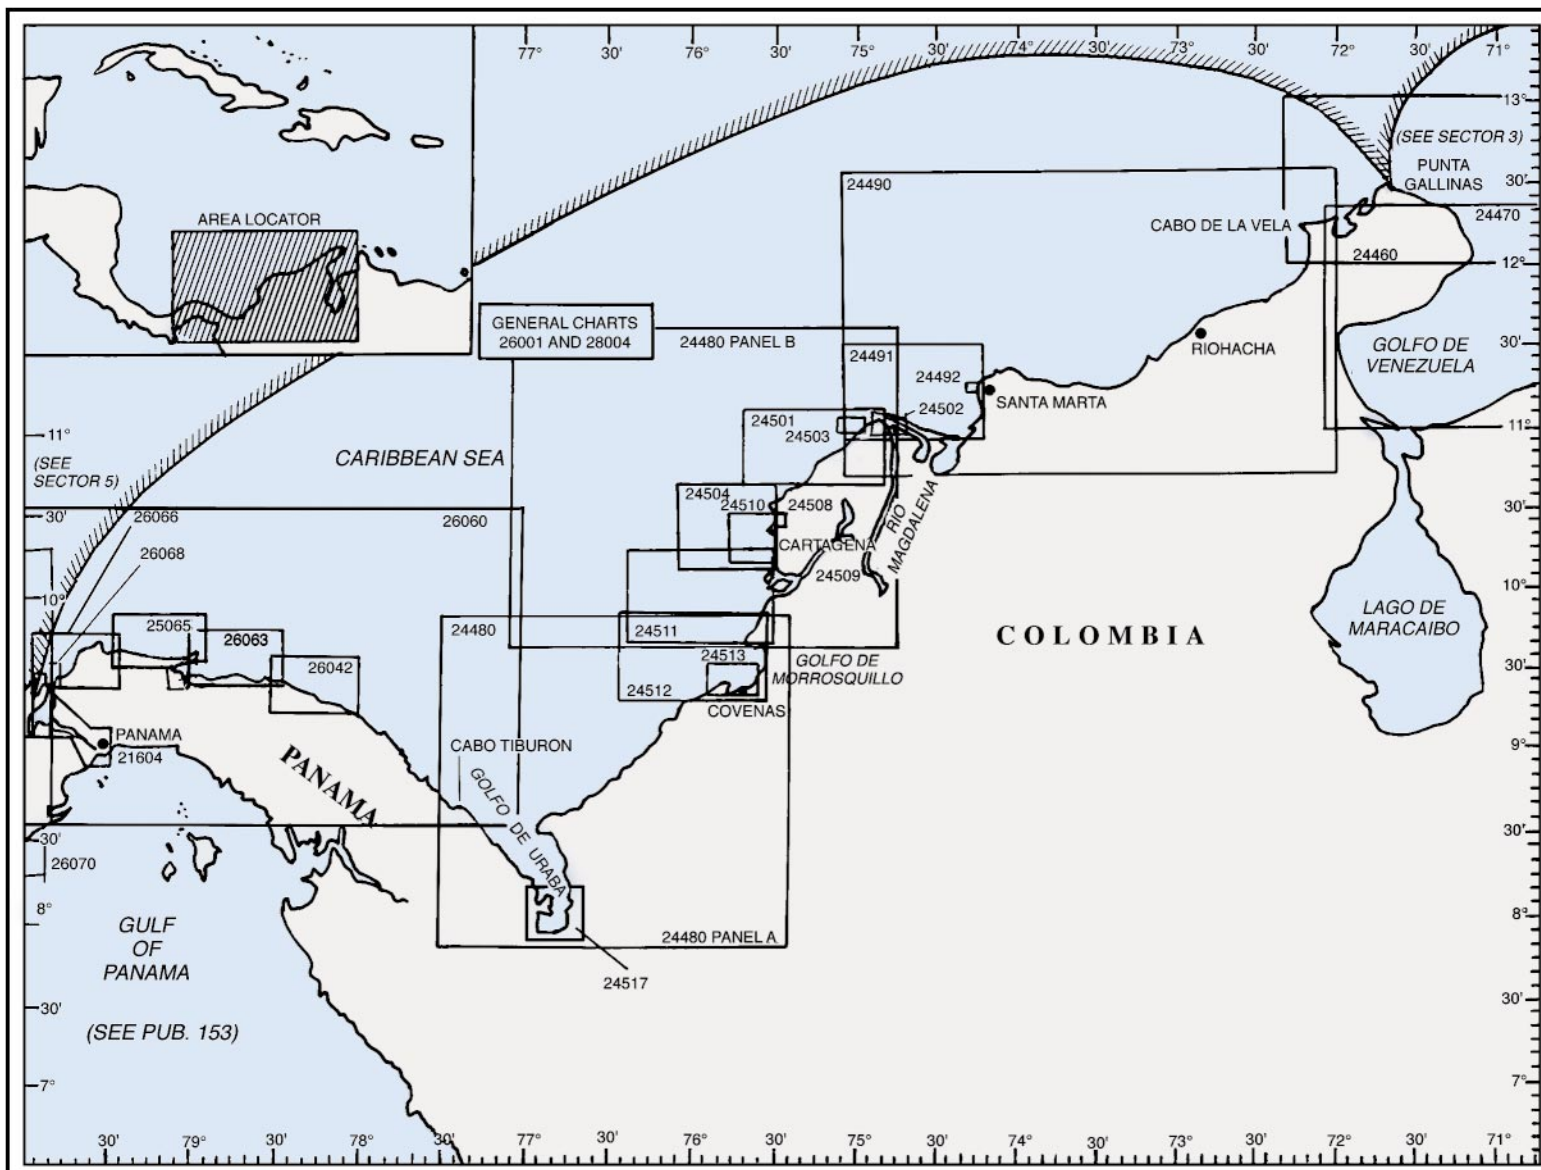 77°
30'
76°
30'
75°
30'
74°
30'
73°
30'
72°
30'
71°
13°
(SEE SECTOR 3)
PUNTA
GALLINAS
30'
24490
24470
AREA LOCATOR
CABO DE LA VELA
24460
12°
GENERAL CHARTS
26001 AND 28004
24480 PANEL B
24491
24492
RIOHACHA
30'
GOLFO DE
VENEZUELA
SANTA MARTA
24501
24502
24503
11°
11°
(SEE
SECTOR 5)
CARIBBEAN SEA
24504
24510
24508
RIO
MAGDALENA
30'
26066
26060
30'
26068
CARTAGENA
24509
10°
10°
25065
26063
24480
24511
COLOMBIA
LAGO DE
MARACAIBO
26042
24513
GOLFO DE
MORROSQUILLO
30'
24512
COVENAS
PANAMA
21604
CABO TIBURON
9°
PANAMA
GOLFO DE URABA
30'
30'
26070
8°
8°
GULF
OF
PANAMA
24480 PANEL A
24517
30'
30'
(SEE PUB. 153)
7°
7°
30'
79°
30'
78°
30'
77°
30'
76°
30'
75°
30'
74°
30'
73°
30'
72°
30'
71°